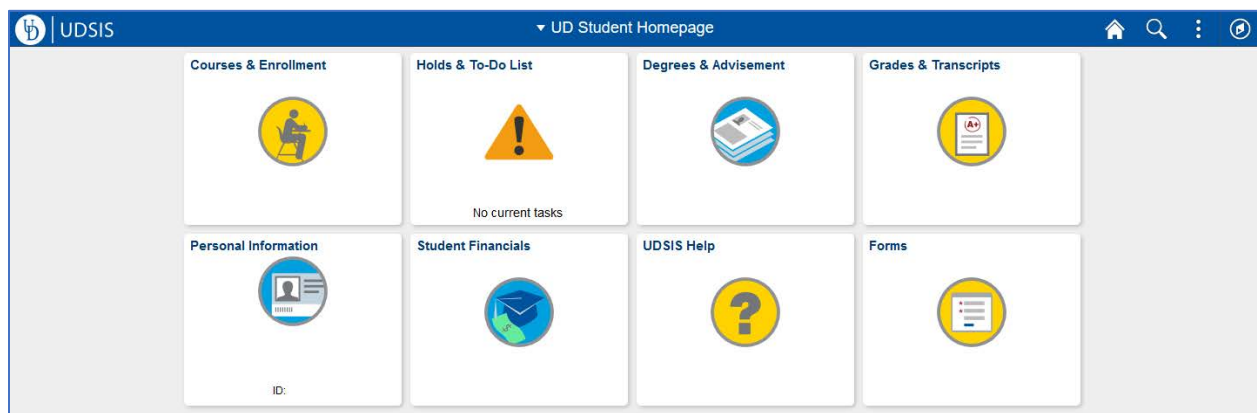 UD UDSIS
UD Student Homepage
Courses & Enrollment
Holds & To-Do List
No current tasks
Degrees & Advisement
Grades & Transcripts
A+
Personal Information
ID:
Student Financials
$
UDSIS Help
?
Forms